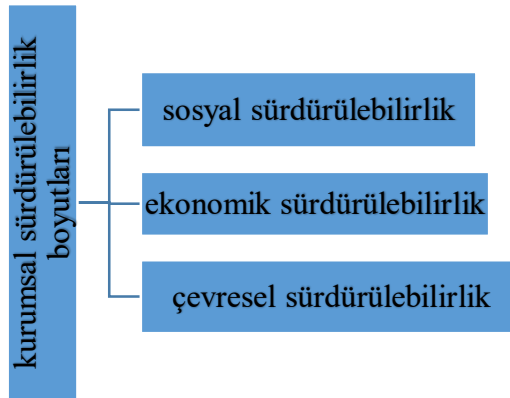 kurumsal sürdürülebilirlik
boyutları
sosyal sürdürülebilirlik
ekonomik sürdürülebilirlik
çevresel sürdürülebilirlik